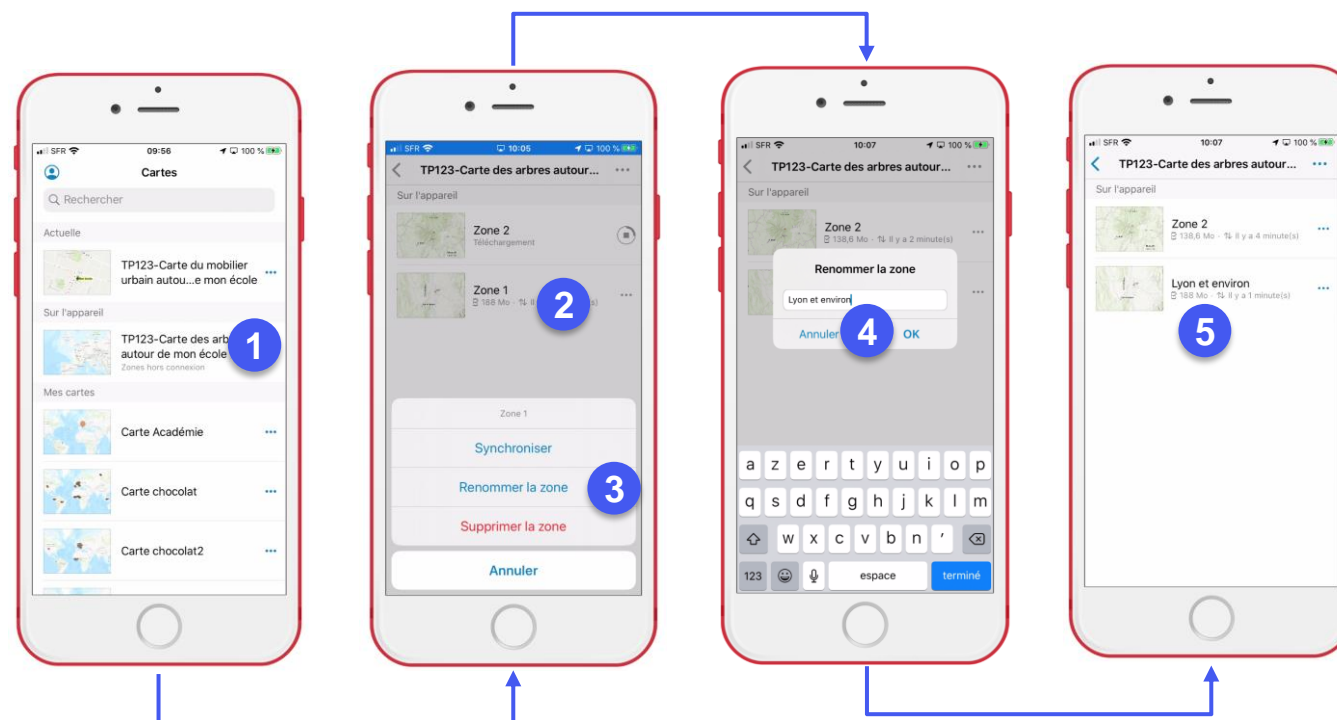 SFR 09:56 100 %
Cartes
Rechercher
Actuelle
TP123-Carte du mobilier
urbain autou...e mon école
Sur l'appareil
TP123-Carte des arb
autour de mon école
Zones hors connexion
1
Mes cartes
Carte Académie
Carte chocolat
Carte chocolat2
SFR 10:05 100 %
TP123-Carte des arbres autour...
Sur l'appareil
Zone 2
Téléchargement
Zone 1
188 Mo - Il
2
Zone 1
Synchroniser
Renommer la zone
3
Supprimer la zone
Annuler
SFR 10:07 100 %
TP123-Carte des arbres autour...
Sur l'appareil
Zone 2
138,6 Mo - Il y a 2 minute(s)
Renommer la zone
Lyon et environ
Annuler OK
4
a z e r t y u i o p
q s d f g h j k l m
w x c v b n ’
123 espace terminé
SFR 10:07 100 %
TP123-Carte des arbres autour...
Sur l'appareil
Zone 2
138,6 Mo - Il y a 4 minute(s)
Lyon et environ
188 Mo - Il y a 1 minute(s)
5